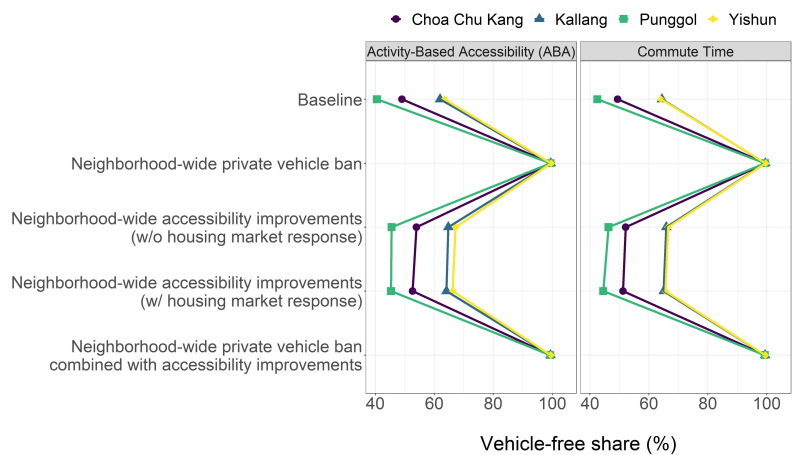 Choa Chu Kang Kallang Punggol Yishun
Activity-Based Accessibility (ABA) Commute Time
Baseline
Neighborhood-wide private vehicle ban
Neighborhood-wide accessibility improvements
(w/o housing market response)
Neighborhood-wide accessibility improvements
(w/ housing market response)
Neighborhood-wide private vehicle ban
combined with accessibility improvements
40 60 80 100 40 60 80 100
Vehicle-free share (%)